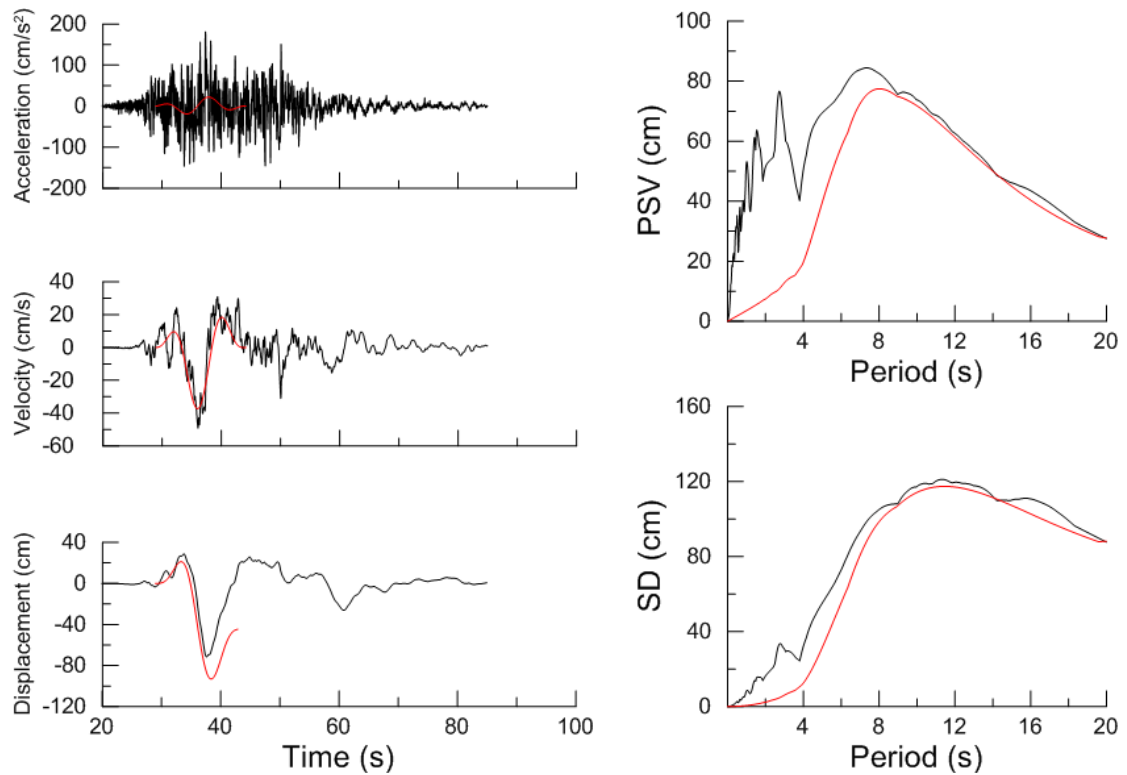 200
100
0
-100
-200
Acceleration (cm/s²)
40
20
0
-20
-40
-60
Velocity (cm/s)
40
0
-40
-80
-120
Displacement (cm)
20 40 60 80 100
Time (s)
100
80
60
40
20
0
PSV (cm)
4 8 12 16 20
Period (s)
160
120
80
40
0
SD (cm)
4 8 12 16 20
Period (s)